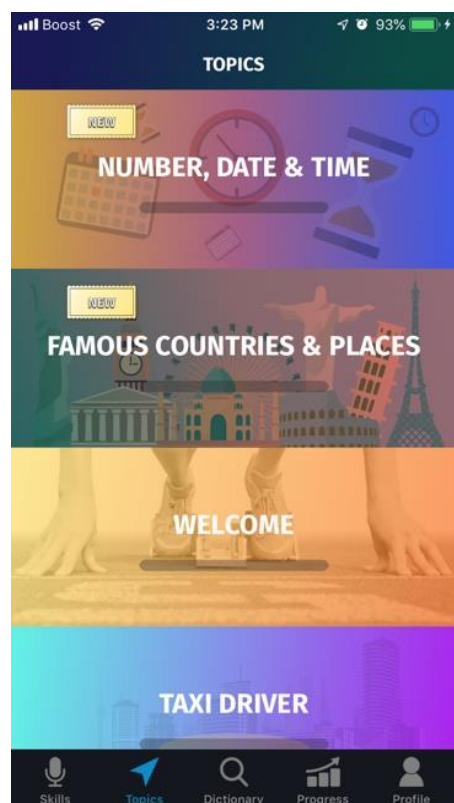 Boost 3:23 PM 93%
TOPICS
NEW
NUMBER, DATE & TIME
NEW
FAMOUS COUNTRIES & PLACES
WELCOME
TAXI DRIVER
Skills Topics Dictionary Progress Profile